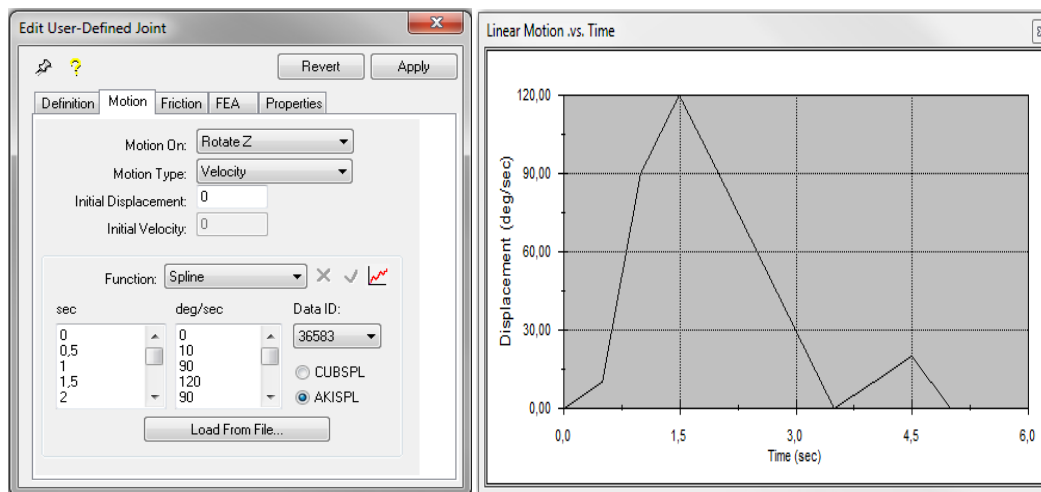 Edit User-Defined Joint
Revert Apply
Definition Motion Friction FEA Properties
Motion On: Rotate Z
Motion Type: Velocity
Initial Displacement: 0
Initial Velocity: 0
Function: Spline
sec deg/sec Data ID:
0 0 36583
0,5 10
1 90 CUBSPL
1,5 120
2 90 AKISPL
Load From File...
Linear Motion .vs. Time
120,00
90,00
60,00
30,00
0,00
Displacement (deg/sec)
0,0 1,5 3,0 4,5 6,0
Time (sec)